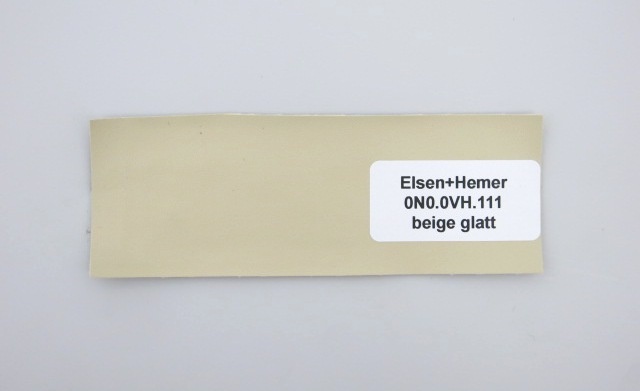 Elsen+Hemer
0N0.0VH.111
beige glatt